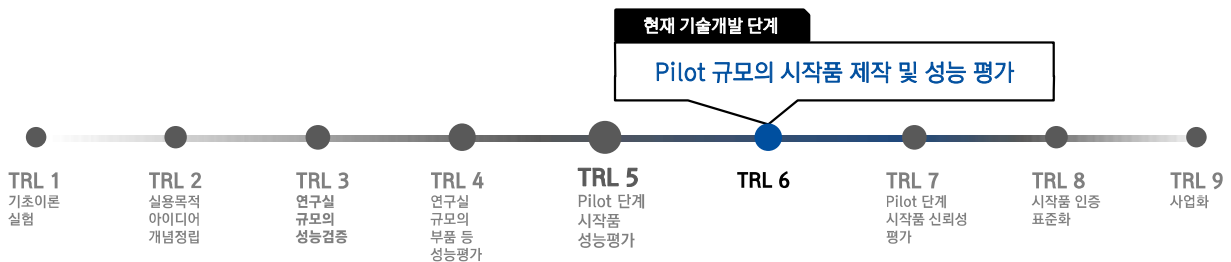 현재 기술개발 단계
Pilot 규모의 시작품 제작 및 성능 평가
TRL 1
기초이론
실험
TRL 2
실용목적
아이디어
개념정립
TRL 3
연구실
규모의
성능검증
TRL 4
연구실
규모의
부품 등
성능평가
TRL 5
Pilot 단계
시작품
성능평가
TRL 6
TRL 7
Pilot 단계
시작품 신뢰성
평가
TRL 8
시작품 인증
표준화
TRL 9
사업화